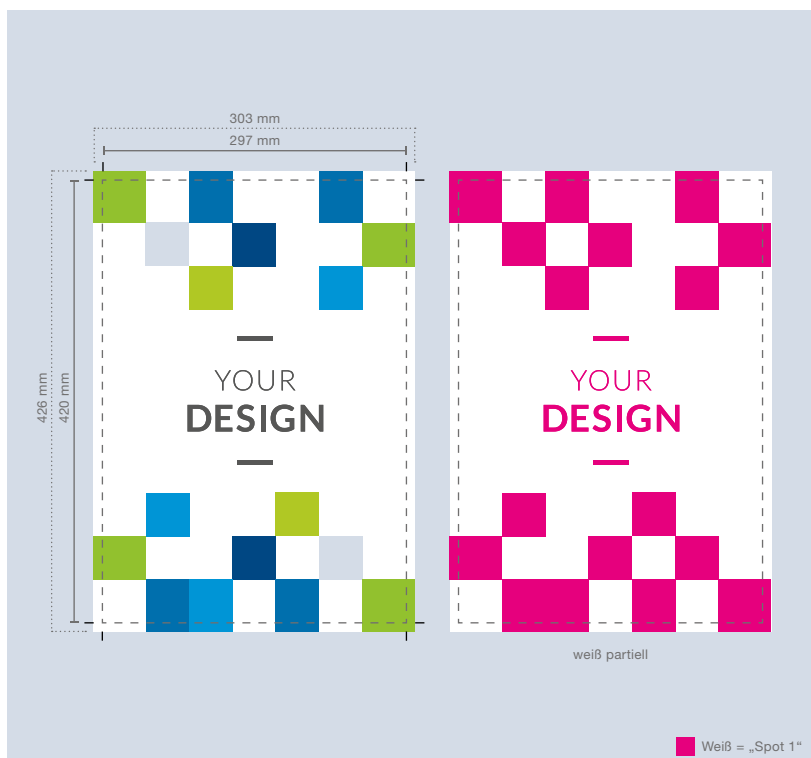 303 mm
297 mm
426 mm
420 mm
YOUR
DESIGN
YOUR
DESIGN
weiß partiell
Weiß = „Spot 1“